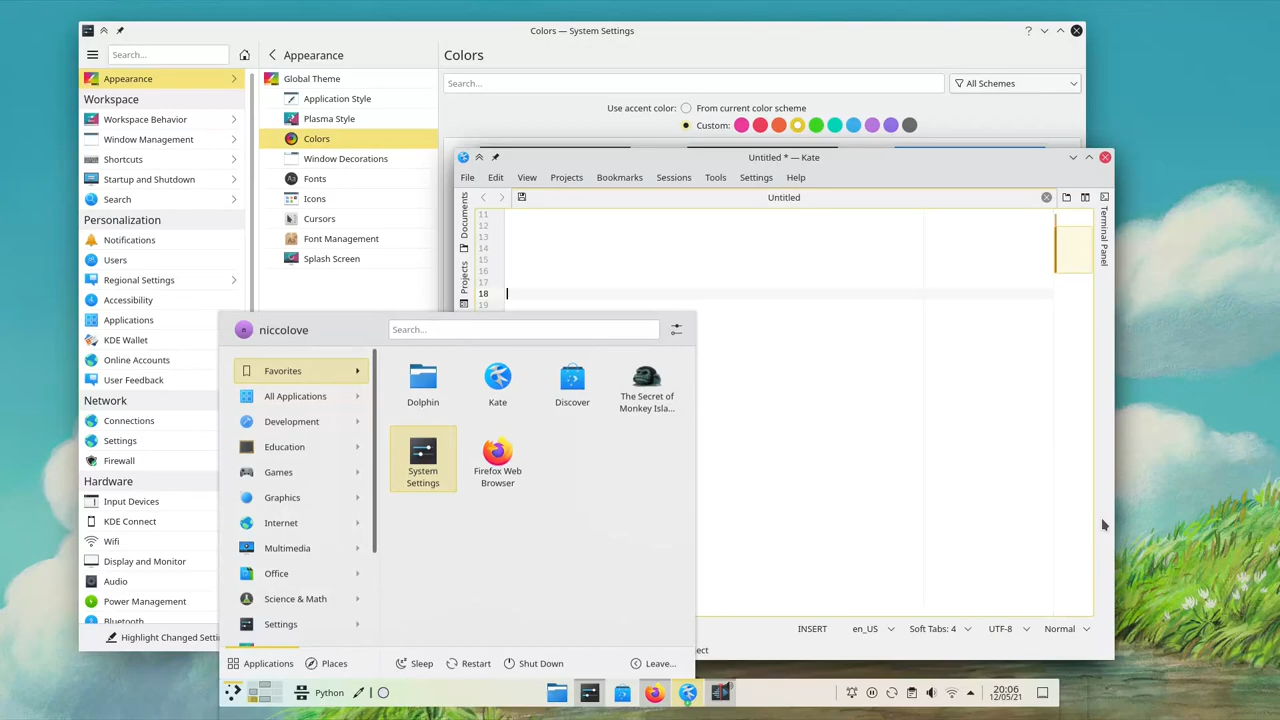 Colors — System Settings
Search...
Appearance
Workspace
Workspace Behavior
Window Management
Shortcuts
Startup and Shutdown
Search
Personalization
Notifications
Users
Regional Settings
Accessibility
Applications
KDE Wallet
Online Accounts
User Feedback
Network
Connections
Settings
Firewall
Hardware
Input Devices
KDE Connect
Wifi
Display and Monitor
Audio
Power Management
Bluetooth
Highlight Changed Setti
Appearance
Global Theme
Application Style
Plasma Style
Colors
Window Decorations
Fonts
Icons
Cursors
Font Management
Splash Screen
Colors
Search...
All Schemes
Use accent color:
From current color scheme
Custom:
Untitled * — Kate
File Edit View Projects Bookmarks Sessions Tools Settings Help
Untitled
Documents
Projects
Terminal Panel
11
12
13
14
15
16
17
18
19
INSERT en_US Soft Tabs: 4 UTF-8 Normal
ect
n
niccolove
Search...
Favorites
All Applications
Development
Education
Games
Graphics
Internet
Multimedia
Office
Science & Math
Settings
Dolphin
Kate
Discover
The Secret of
Monkey Isla...
System
Settings
Firefox Web
Browser
Applications Places Sleep Restart Shut Down Leave...
Python
20:06
12/05/21